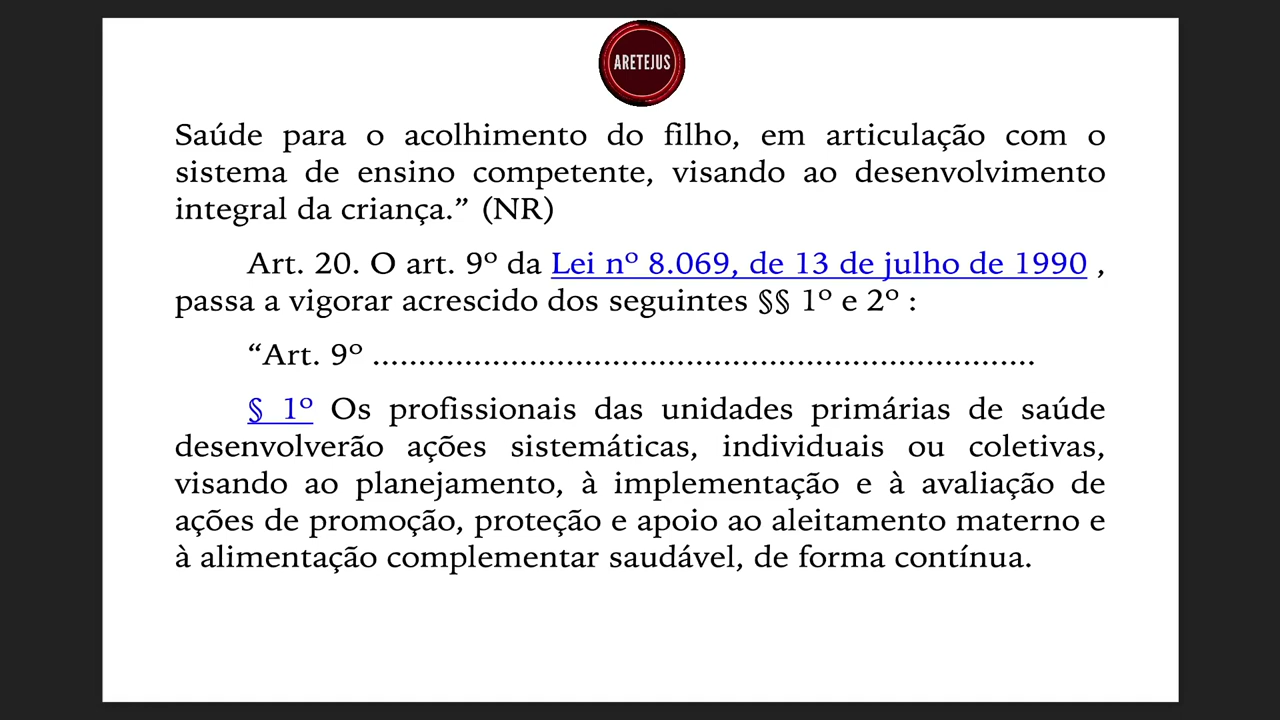 ARETEJUS
Saúde para o acolhimento do filho, em articulação com o
sistema de ensino competente, visando ao desenvolvimento
integral da criança.” (NR)
Art. 20. O art. 9º da Lei nº 8.069, de 13 de julho de 1990 ,
passa a vigorar acrescido dos seguintes §§ 1º e 2º :
“Art. 9º ......................................................................
§ 1º Os profissionais das unidades primárias de saúde
desenvolverão ações sistemáticas, individuais ou coletivas,
visando ao planejamento, à implementação e à avaliação de
ações de promoção, proteção e apoio ao aleitamento materno e
à alimentação complementar saudável, de forma contínua.